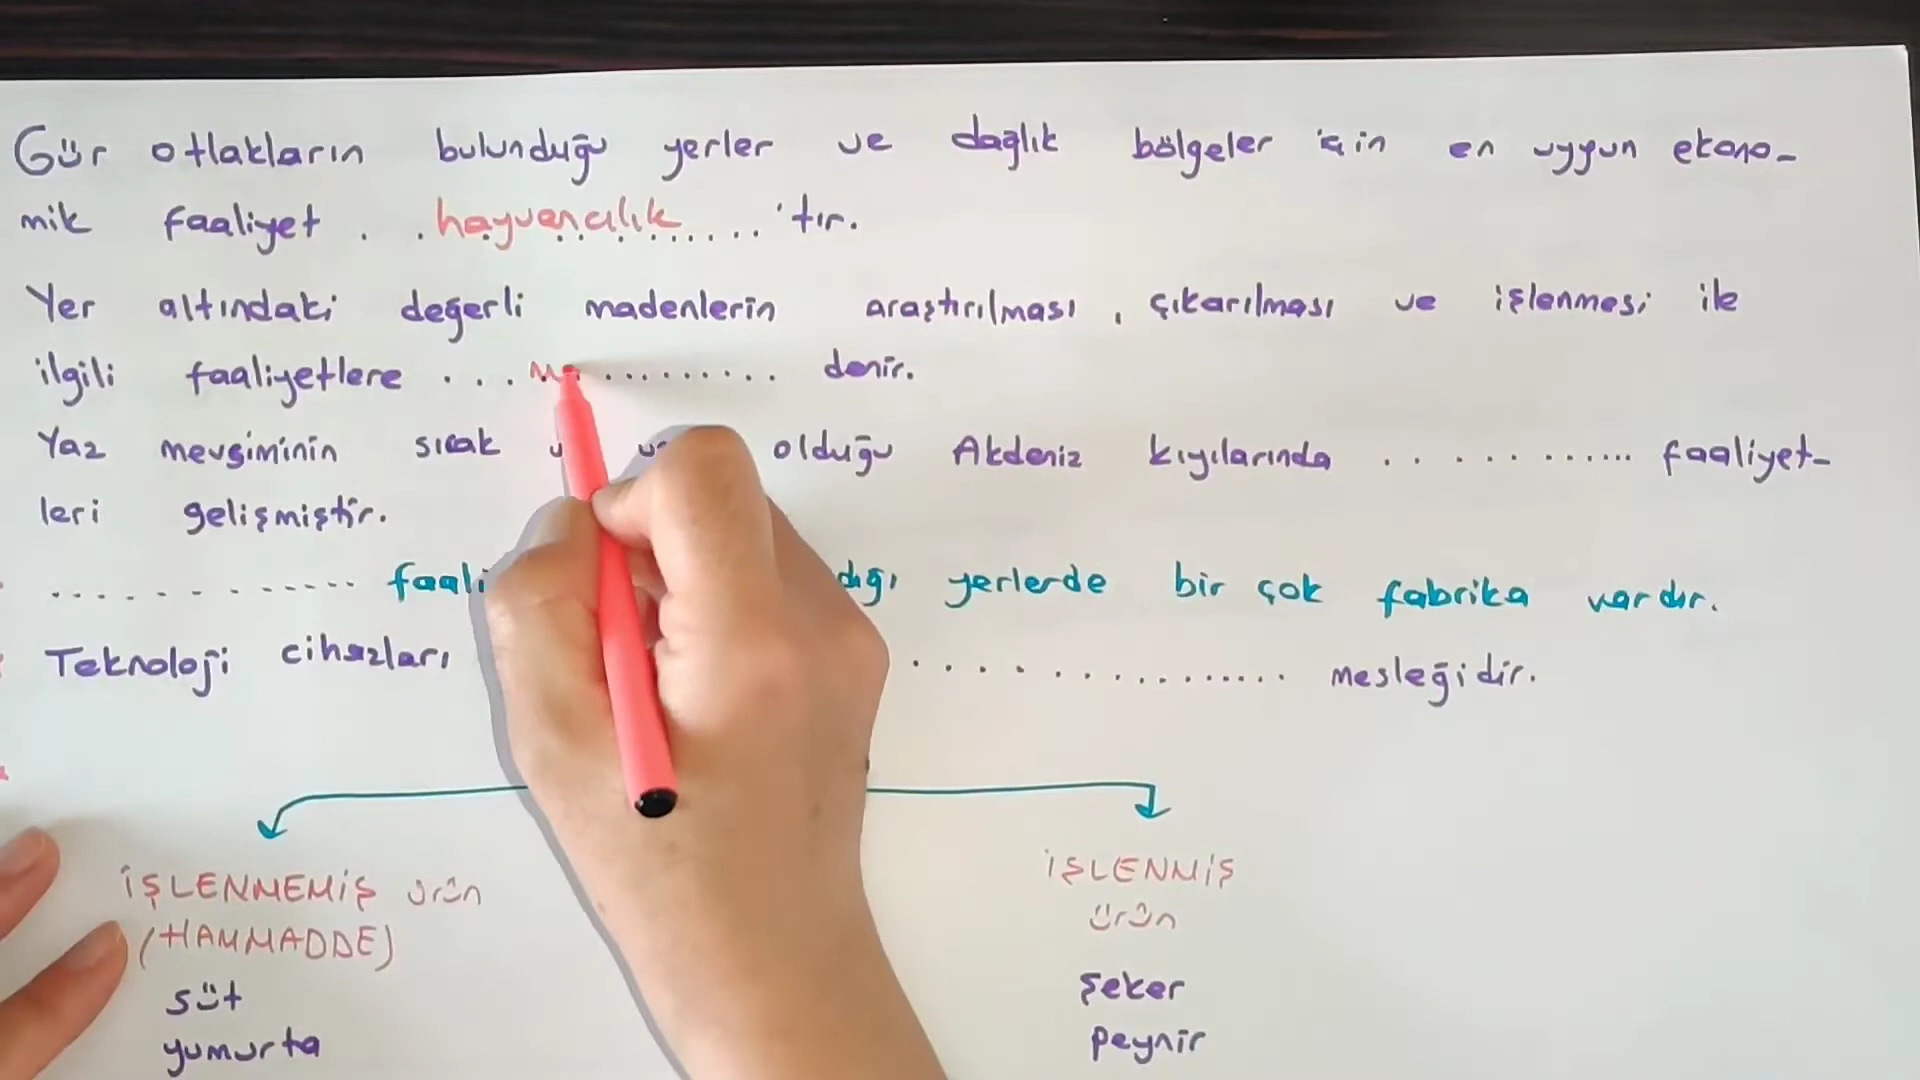 Gür otlakların bulunduğu yerler ve dağlık bölgeler için en uygun ekono-
mik faaliyet . . hayvancılık ..... 'tır.
Yer altındaki değerli madenlerin araştırılması, çıkarılması ve işlenmesi ile
ilgili faaliyetlere ... M .......... denir.
Yaz mevsiminin sıcak olduğu Akdeniz kıyılarında ............ faaliyet-
leri gelişmiştir.
............. faali dığı yerlerde bir çok fabrika vardır.
Teknoloji cihazları ............... mesleğidir.
İŞLENMEMİŞ ürün
(HAMMADDE)
süt
yumurta
İŞLENMİŞ
ürün
şeker
peynir